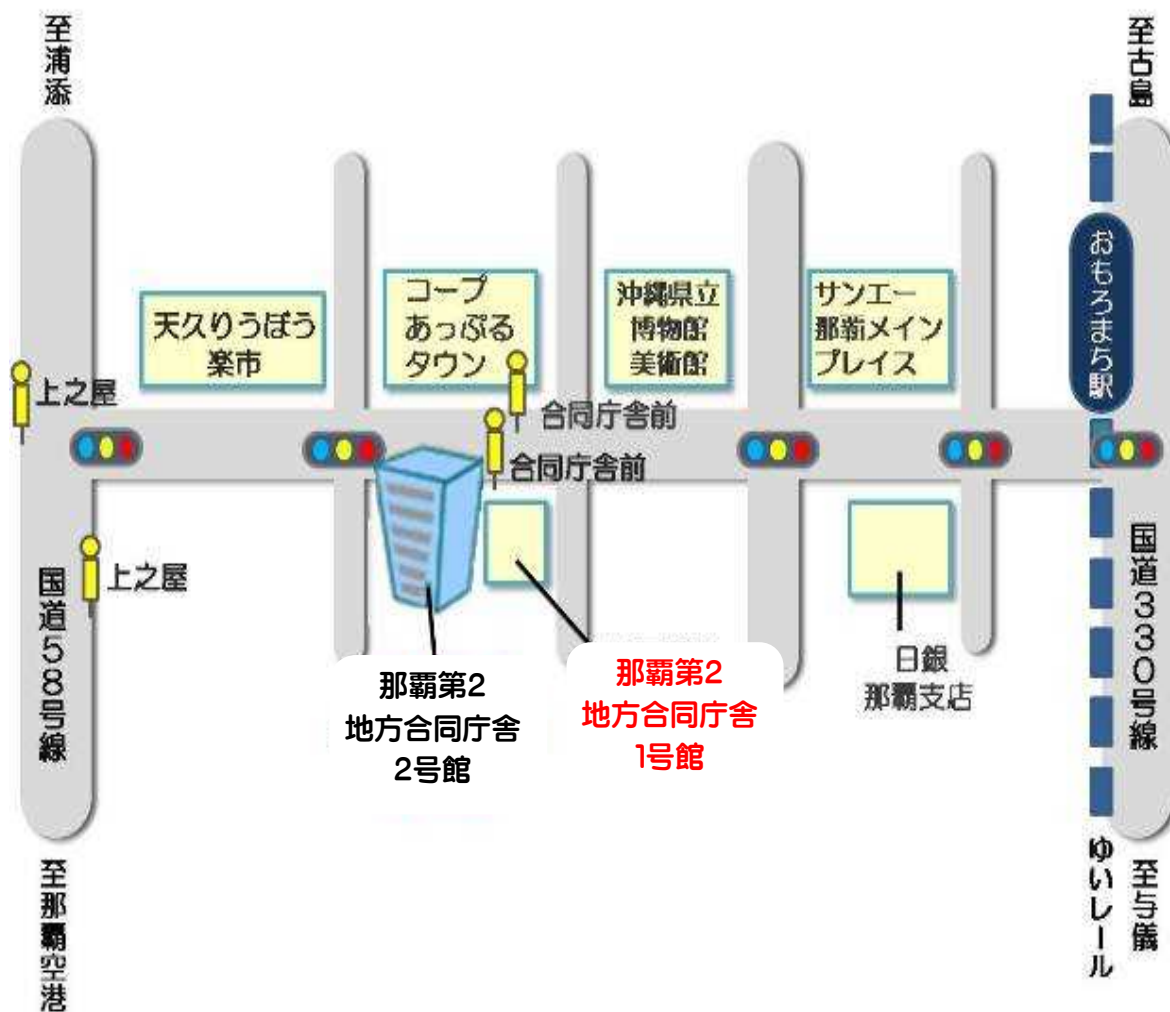 至浦添
至古島
おもろまち駅
天久りうぼう
楽市
コープ
あっぷる
タウン
沖縄県立
博物館
美術館
サンエー
那覇メイン
プレイス
上之屋
合同庁舎前
合同庁舎前
上之屋
国道58号線
国道330号線
那覇第2
地方合同庁舎
2号館
那覇第2
地方合同庁舎
1号館
日銀
那覇支店
至那覇空港
ゆいレール
至与儀